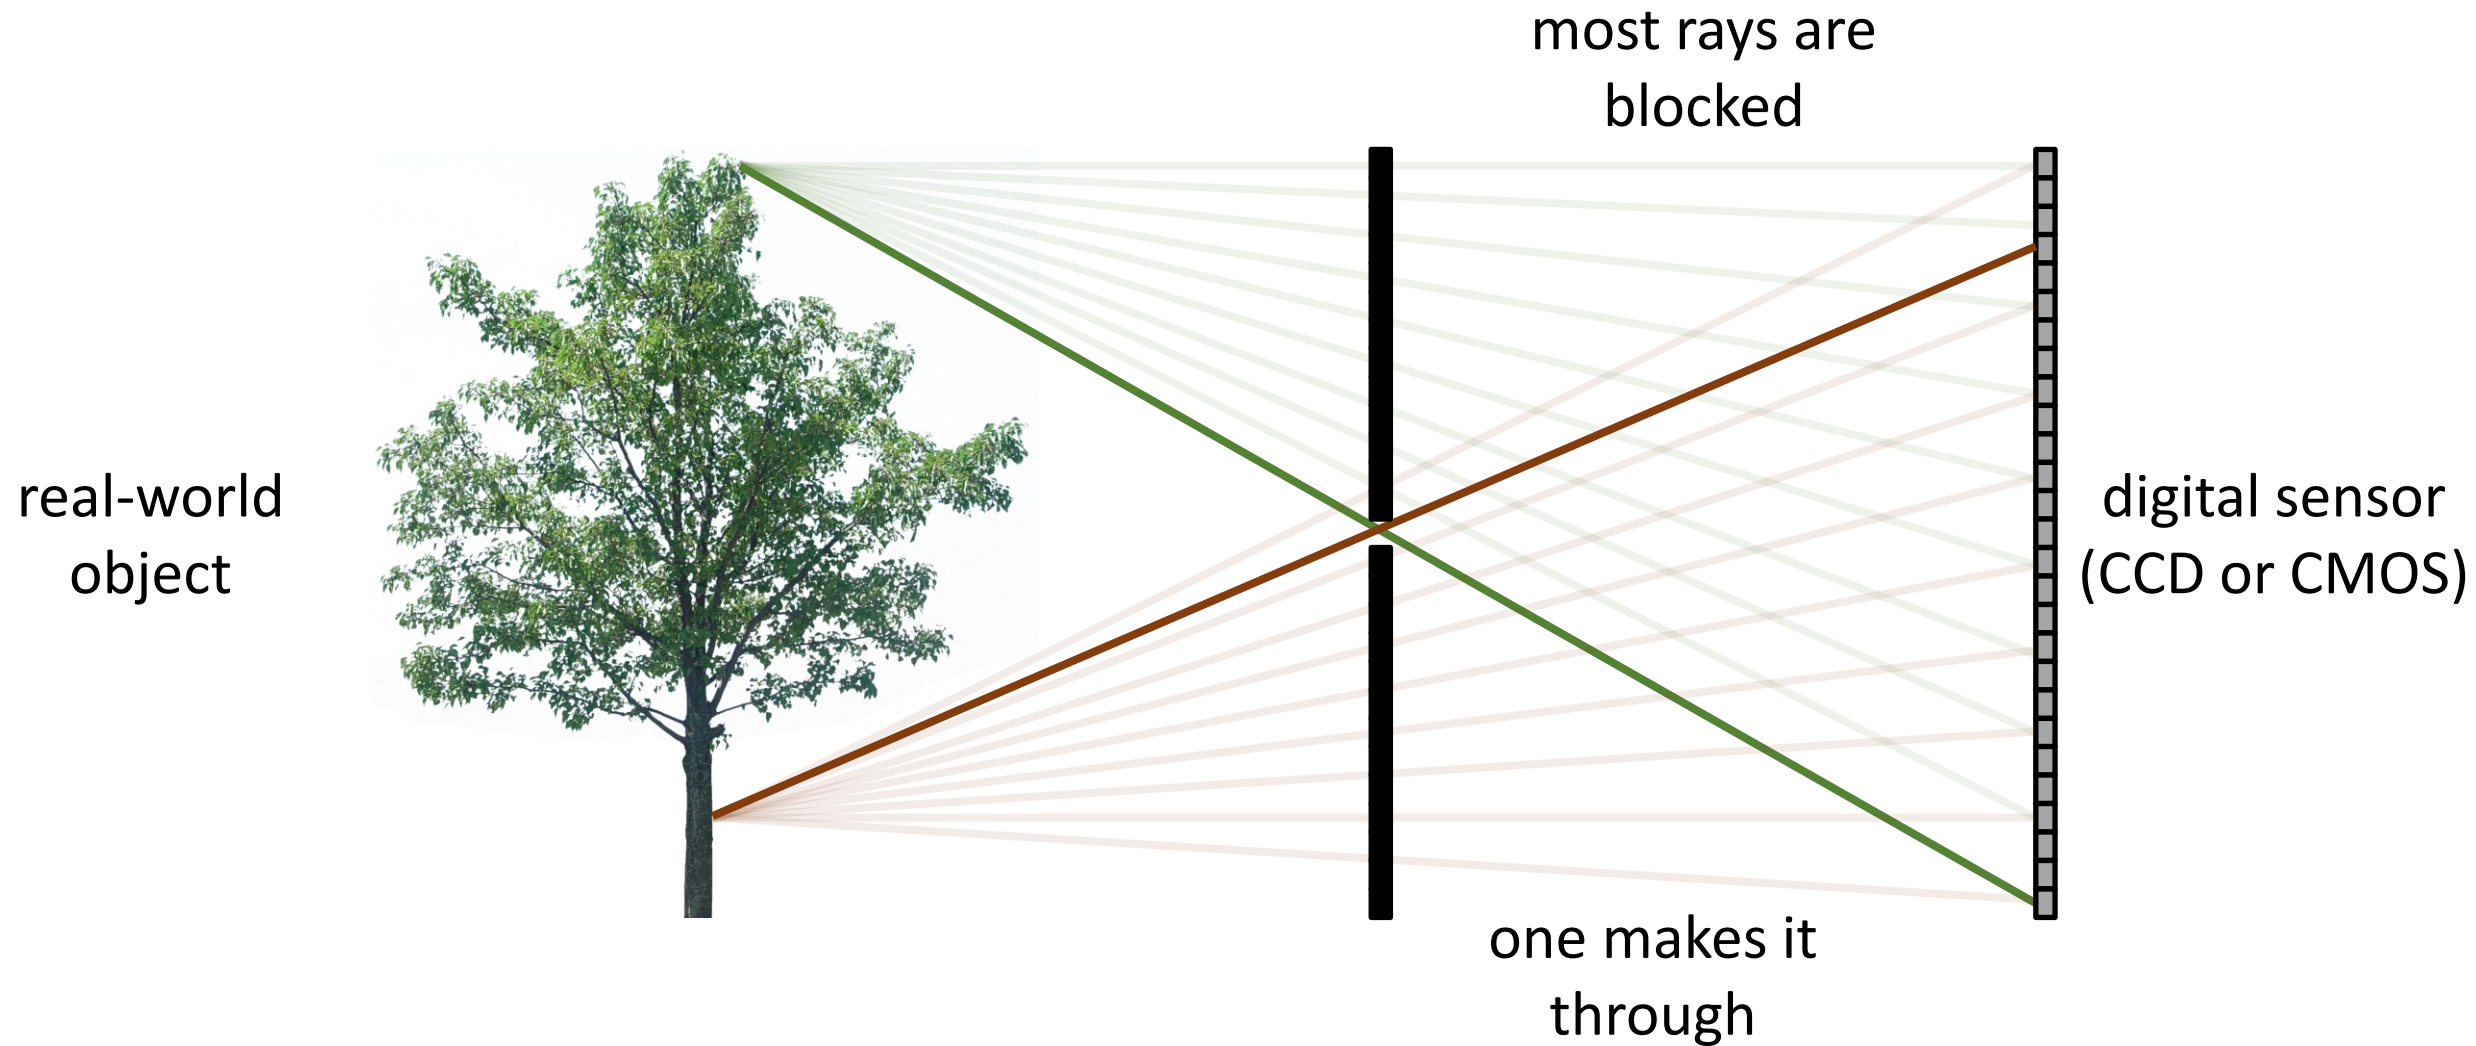 most rays are
blocked
real-world
object
digital sensor
(CCD or CMOS)
one makes it
through